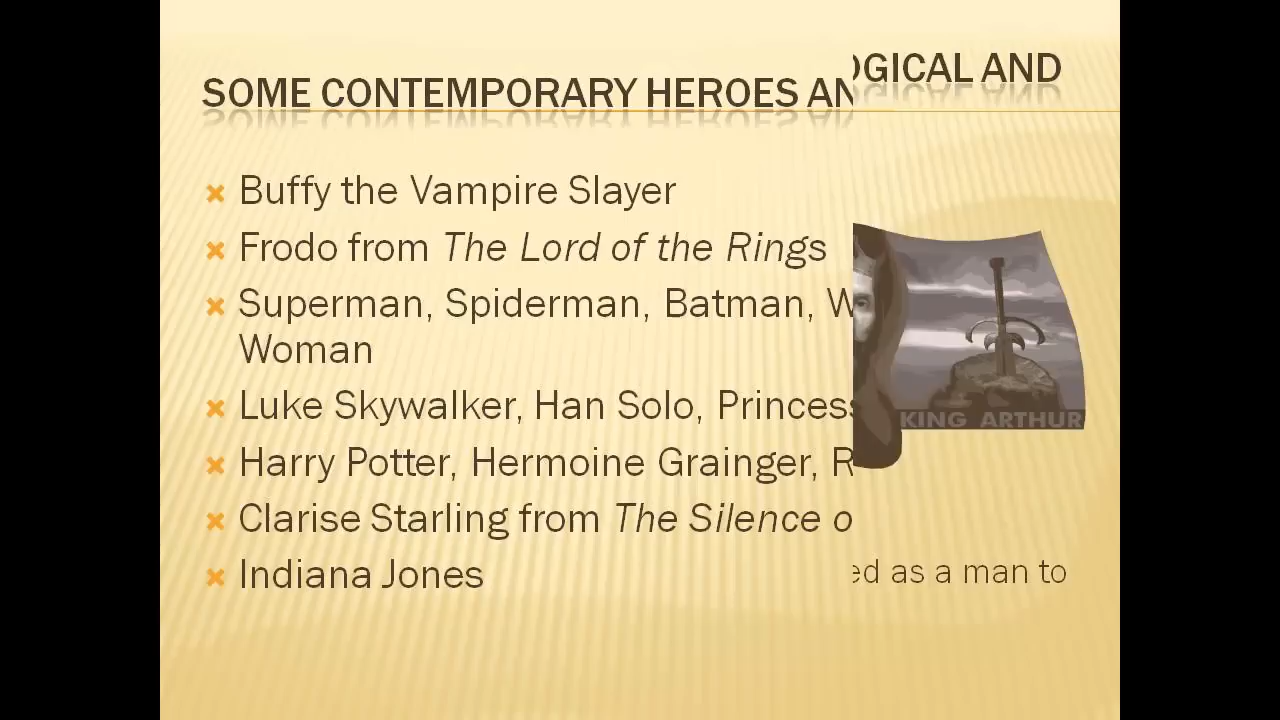 SOME CONTEMPORARY HEROES AN
OGICAL AND
Buffy the Vampire Slayer
Frodo from The Lord of the Rings
Superman, Spiderman, Batman, W
Woman
Luke Skywalker, Han Solo, Princess
KING ARTHUR
Harry Potter, Hermoine Grainger, R
Clarise Starling from The Silence o
Indiana Jones
ed as a man to